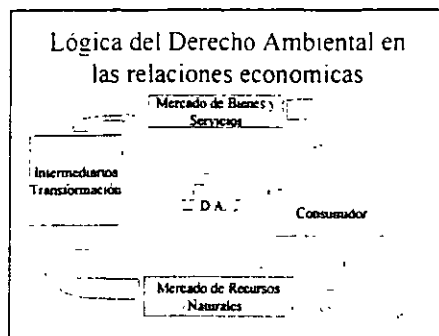 Lógica del Derecho Ambiental en
las relaciones economicas
Mercado de Bienes y
Servicios
Intermediarios
Transformación
D A.
Consumidor
Mercado de Recursos
Naturales